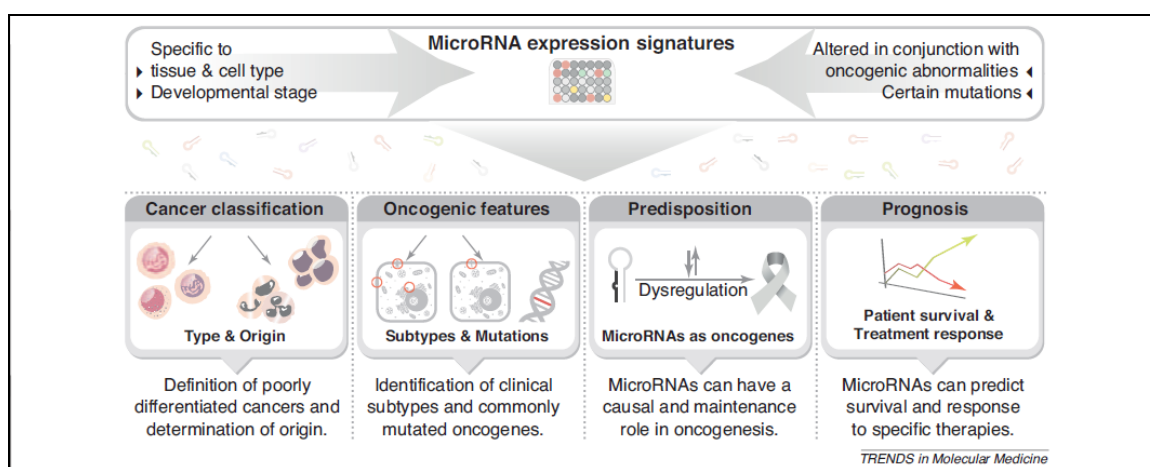 MicroRNA expression signatures
Specific to
tissue & cell type
Developmental stage
Altered in conjunction with
oncogenic abnormalities
Certain mutations
Cancer classification
Type & Origin
Definition of poorly
differentiated cancers and
determination of origin.
Oncogenic features
Subtypes & Mutations
Identification of clinical
subtypes and commonly
mutated oncogenes.
Predisposition
Dysregulation
MicroRNAs as oncogenes
MicroRNAs can have a
causal and maintenance
role in oncogenesis.
Prognosis
Patient survival &
Treatment response
MicroRNAs can predict
survival and response
to specific therapies.
TRENDS in Molecular Medicine